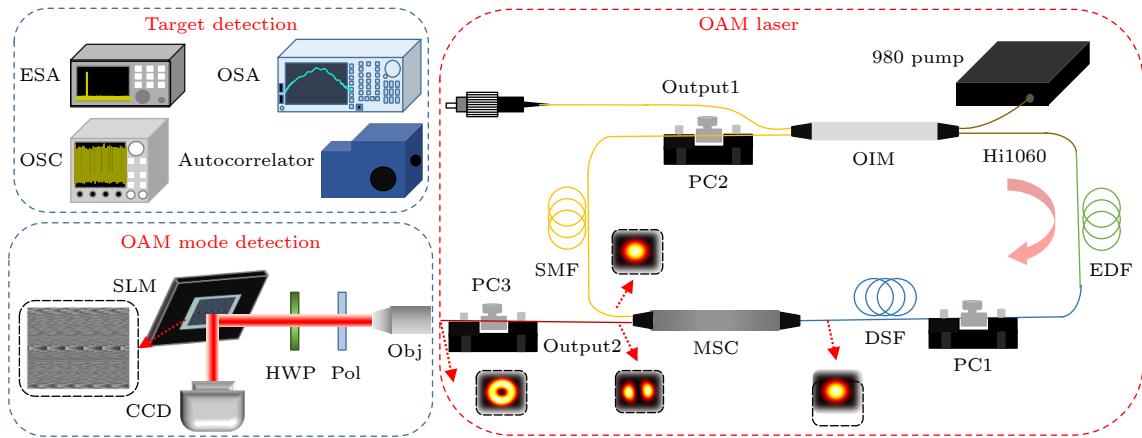 Target detection
ESA
OSA
OSC
Autocorrelator
OAM mode detection
SLM
HWP
Pol
Obj
CCD
OAM laser
980 pump
Output1
OIM
Hi1060
PC2
SMF
EDF
PC3
Output2
MSC
DSF
PC1